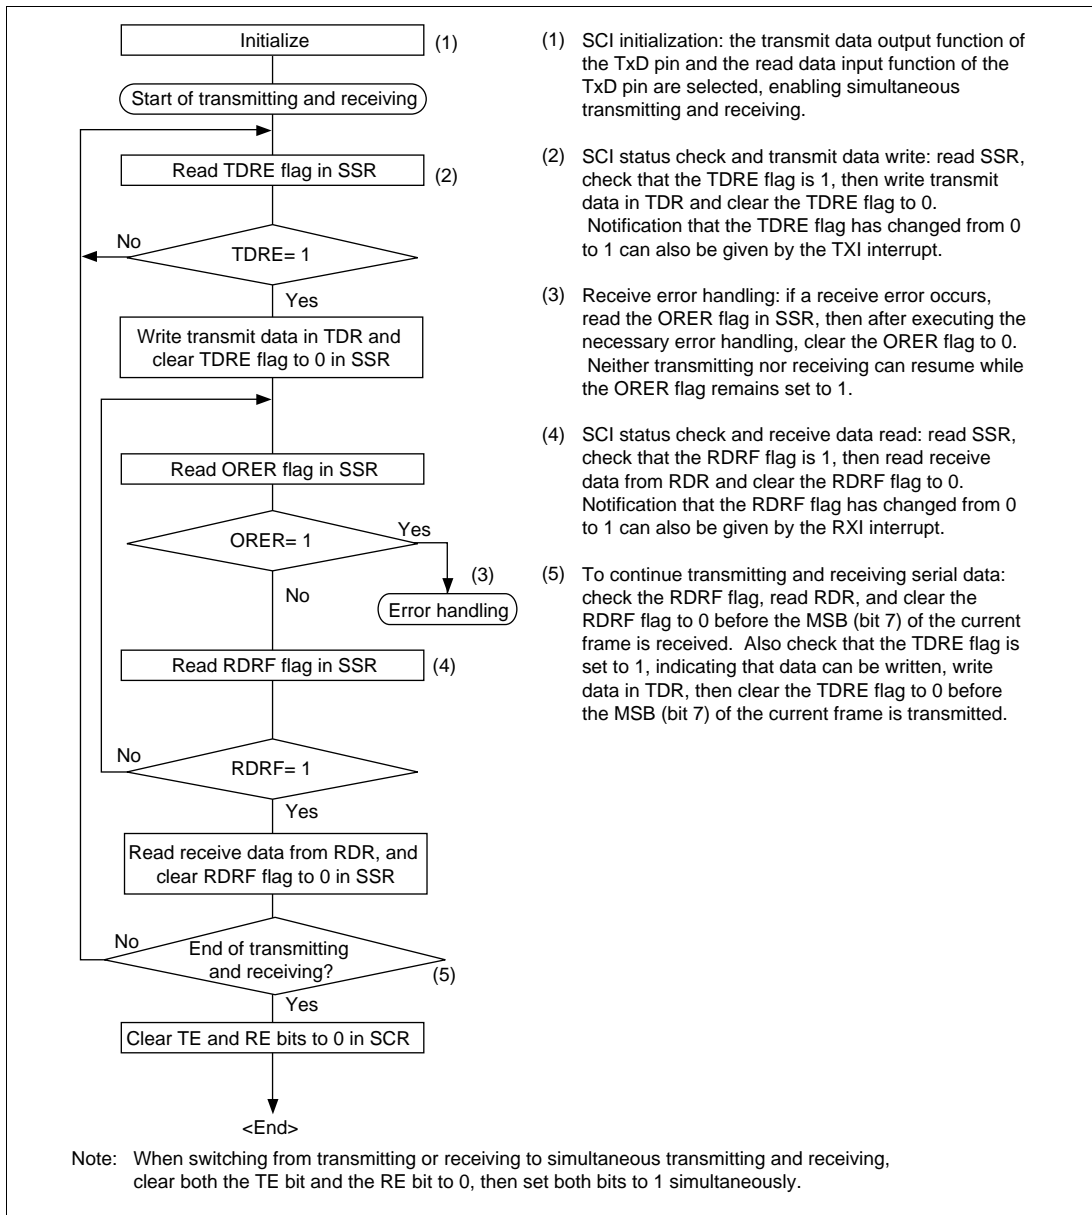 Initialize
(1)
Start of transmitting and receiving
Read TDRE flag in SSR
(2)
No
TDRE= 1
Yes
Write transmit data in TDR and
clear TDRE flag to 0 in SSR
Read ORER flag in SSR
ORER= 1
Yes
(3)
No
Error handling
Read RDRF flag in SSR
(4)
No
RDRF= 1
Yes
Read receive data from RDR, and
clear RDRF flag to 0 in SSR
No
End of transmitting
and receiving?
(5)
Yes
Clear TE and RE bits to 0 in SCR
<End>
(1) SCI initialization: the transmit data output function of
the TxD pin and the read data input function of the
TxD pin are selected, enabling simultaneous
transmitting and receiving.
(2) SCI status check and transmit data write: read SSR,
check that the TDRE flag is 1, then write transmit
data in TDR and clear the TDRE flag to 0.
Notification that the TDRE flag has changed from 0
to 1 can also be given by the TXI interrupt.
(3) Receive error handling: if a receive error occurs,
read the ORER flag in SSR, then after executing the
necessary error handling, clear the ORER flag to 0.
Neither transmitting nor receiving can resume while
the ORER flag remains set to 1.
(4) SCI status check and receive data read: read SSR,
check that the RDRF flag is 1, then read receive
data from RDR and clear the RDRF flag to 0.
Notification that the RDRF flag has changed from 0
to 1 can also be given by the RXI interrupt.
(5) To continue transmitting and receiving serial data:
check the RDRF flag, read RDR, and clear the
RDRF flag to 0 before the MSB (bit 7) of the current
frame is received. Also check that the TDRE flag is
set to 1, indicating that data can be written, write
data in TDR, then clear the TDRE flag to 0 before
the MSB (bit 7) of the current frame is transmitted.
Note: When switching from transmitting or receiving to simultaneous transmitting and receiving,
clear both the TE bit and the RE bit to 0, then set both bits to 1 simultaneously.